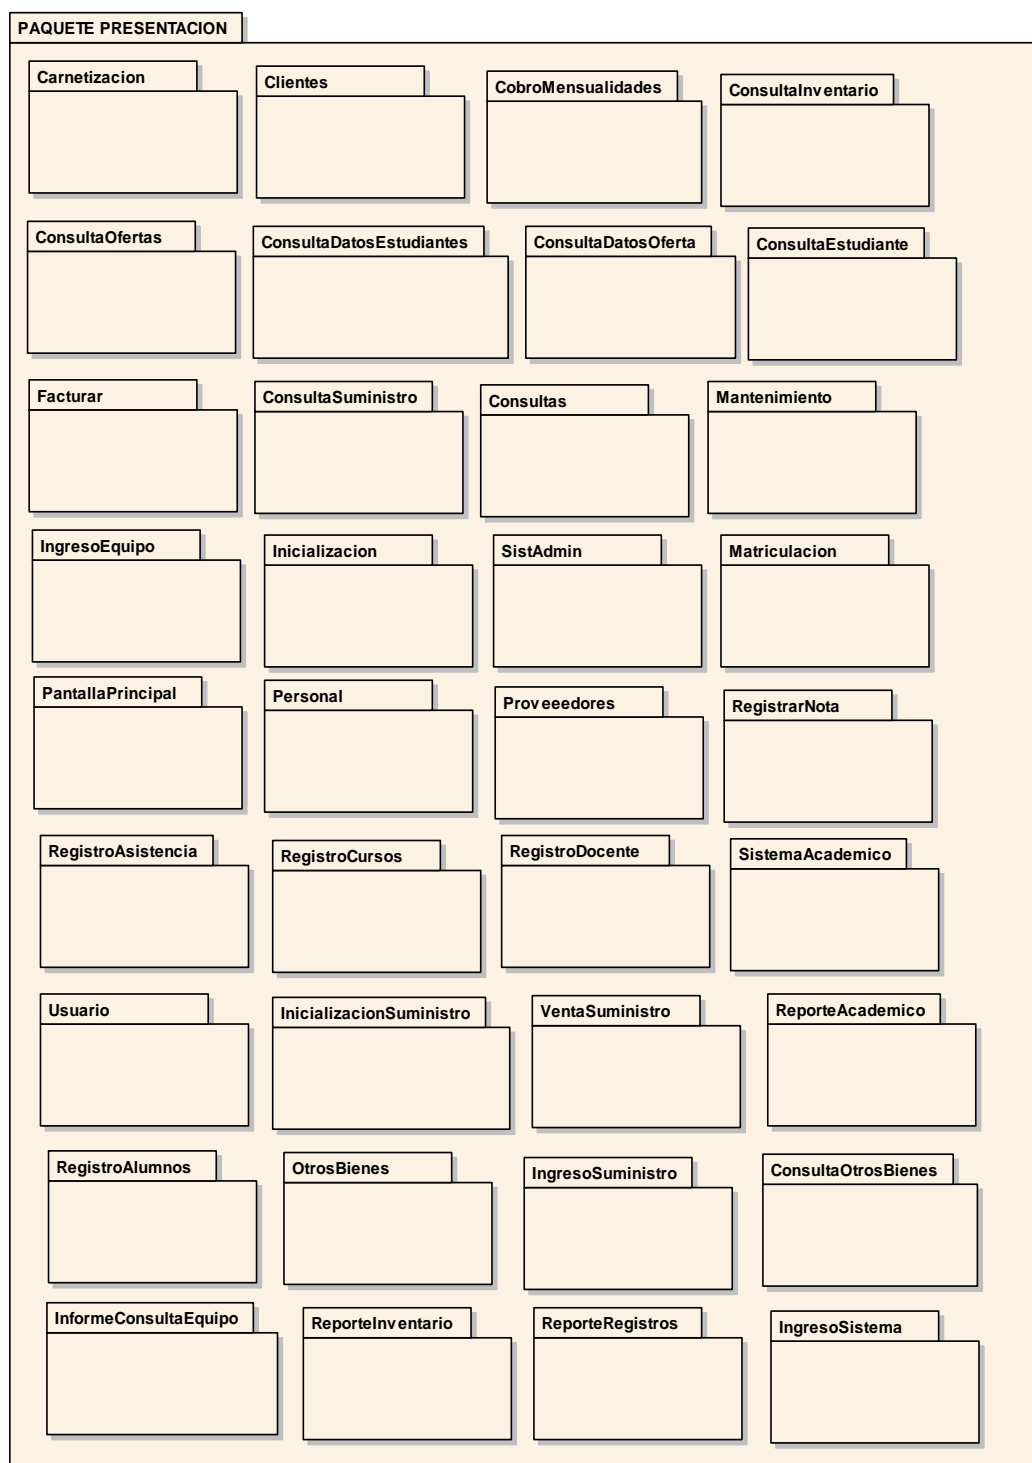 PAQUETE PRESENTACION
Carnetizacion
Clientes
CobroMensualidades
ConsultaInventario
ConsultaOfertas
ConsultaDatosEstudiantes
ConsultaDatosOferta
ConsultaEstudiante
Facturar
ConsultaSuministro
Consultas
Mantenimiento
IngresoEquipo
Inicializacion
SistAdmin
Matriculacion
PantallaPrincipal
Personal
Proveeedores
RegistrarNota
RegistroAsistencia
RegistroCursos
RegistroDocente
SistemaAcademico
Usuario
InicializacionSuministro
VentaSuministro
ReporteAcademico
RegistroAlumnos
OtrosBienes
IngresoSuministro
ConsultaOtrosBienes
InformeConsultaEquipo
ReporteInventario
ReporteRegistros
IngresoSistema